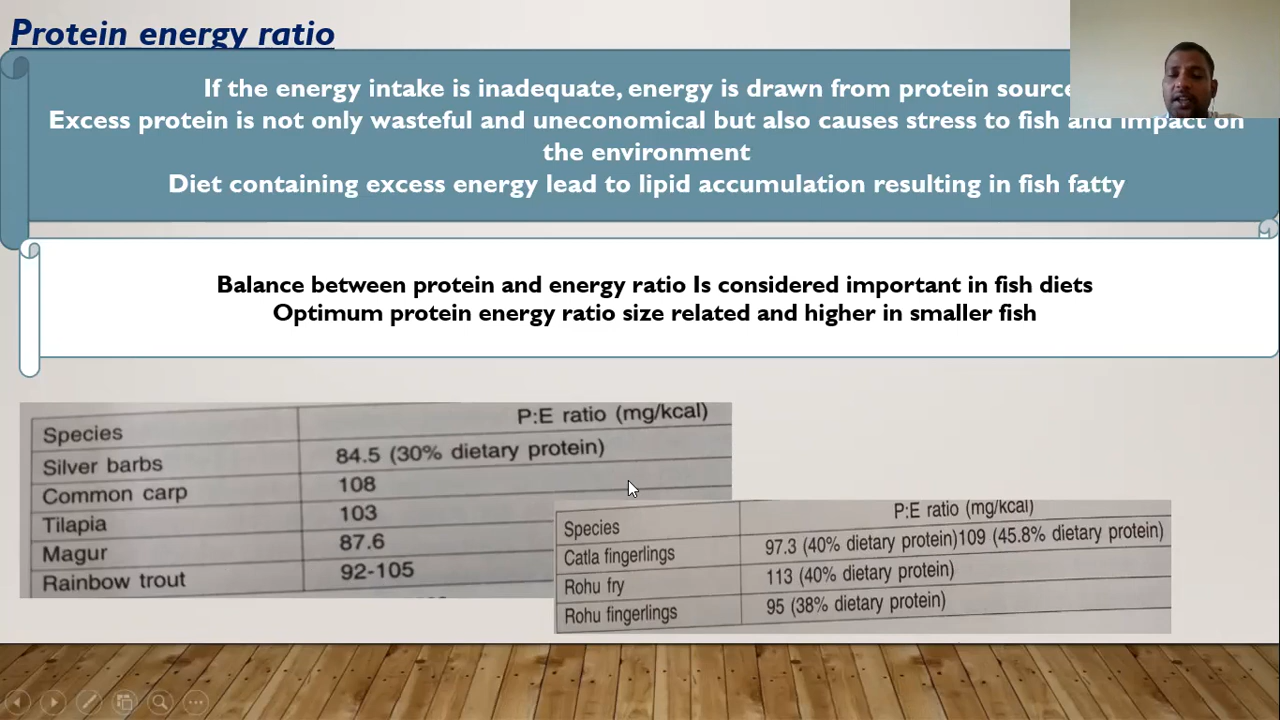 Protein energy ratio
If the energy intake is inadequate, energy is drawn from protein source
Excess protein is not only wasteful and uneconomical but also causes stress to fish and impact on
the environment
Diet containing excess energy lead to lipid accumulation resulting in fish fatty
Balance between protein and energy ratio Is considered important in fish diets
Optimum protein energy ratio size related and higher in smaller fish
Species P:E ratio (mg/kcal)
Silver barbs 84.5 (30% dietary protein)
Common carp 108
Tilapia 103
Magur 87.6
Rainbow trout 92-105
Species P:E ratio (mg/kcal)
Catla fingerlings 97.3 (40% dietary protein)109 (45.8% dietary protein)
Rohu fry 113 (40% dietary protein)
Rohu fingerlings 95 (38% dietary protein)